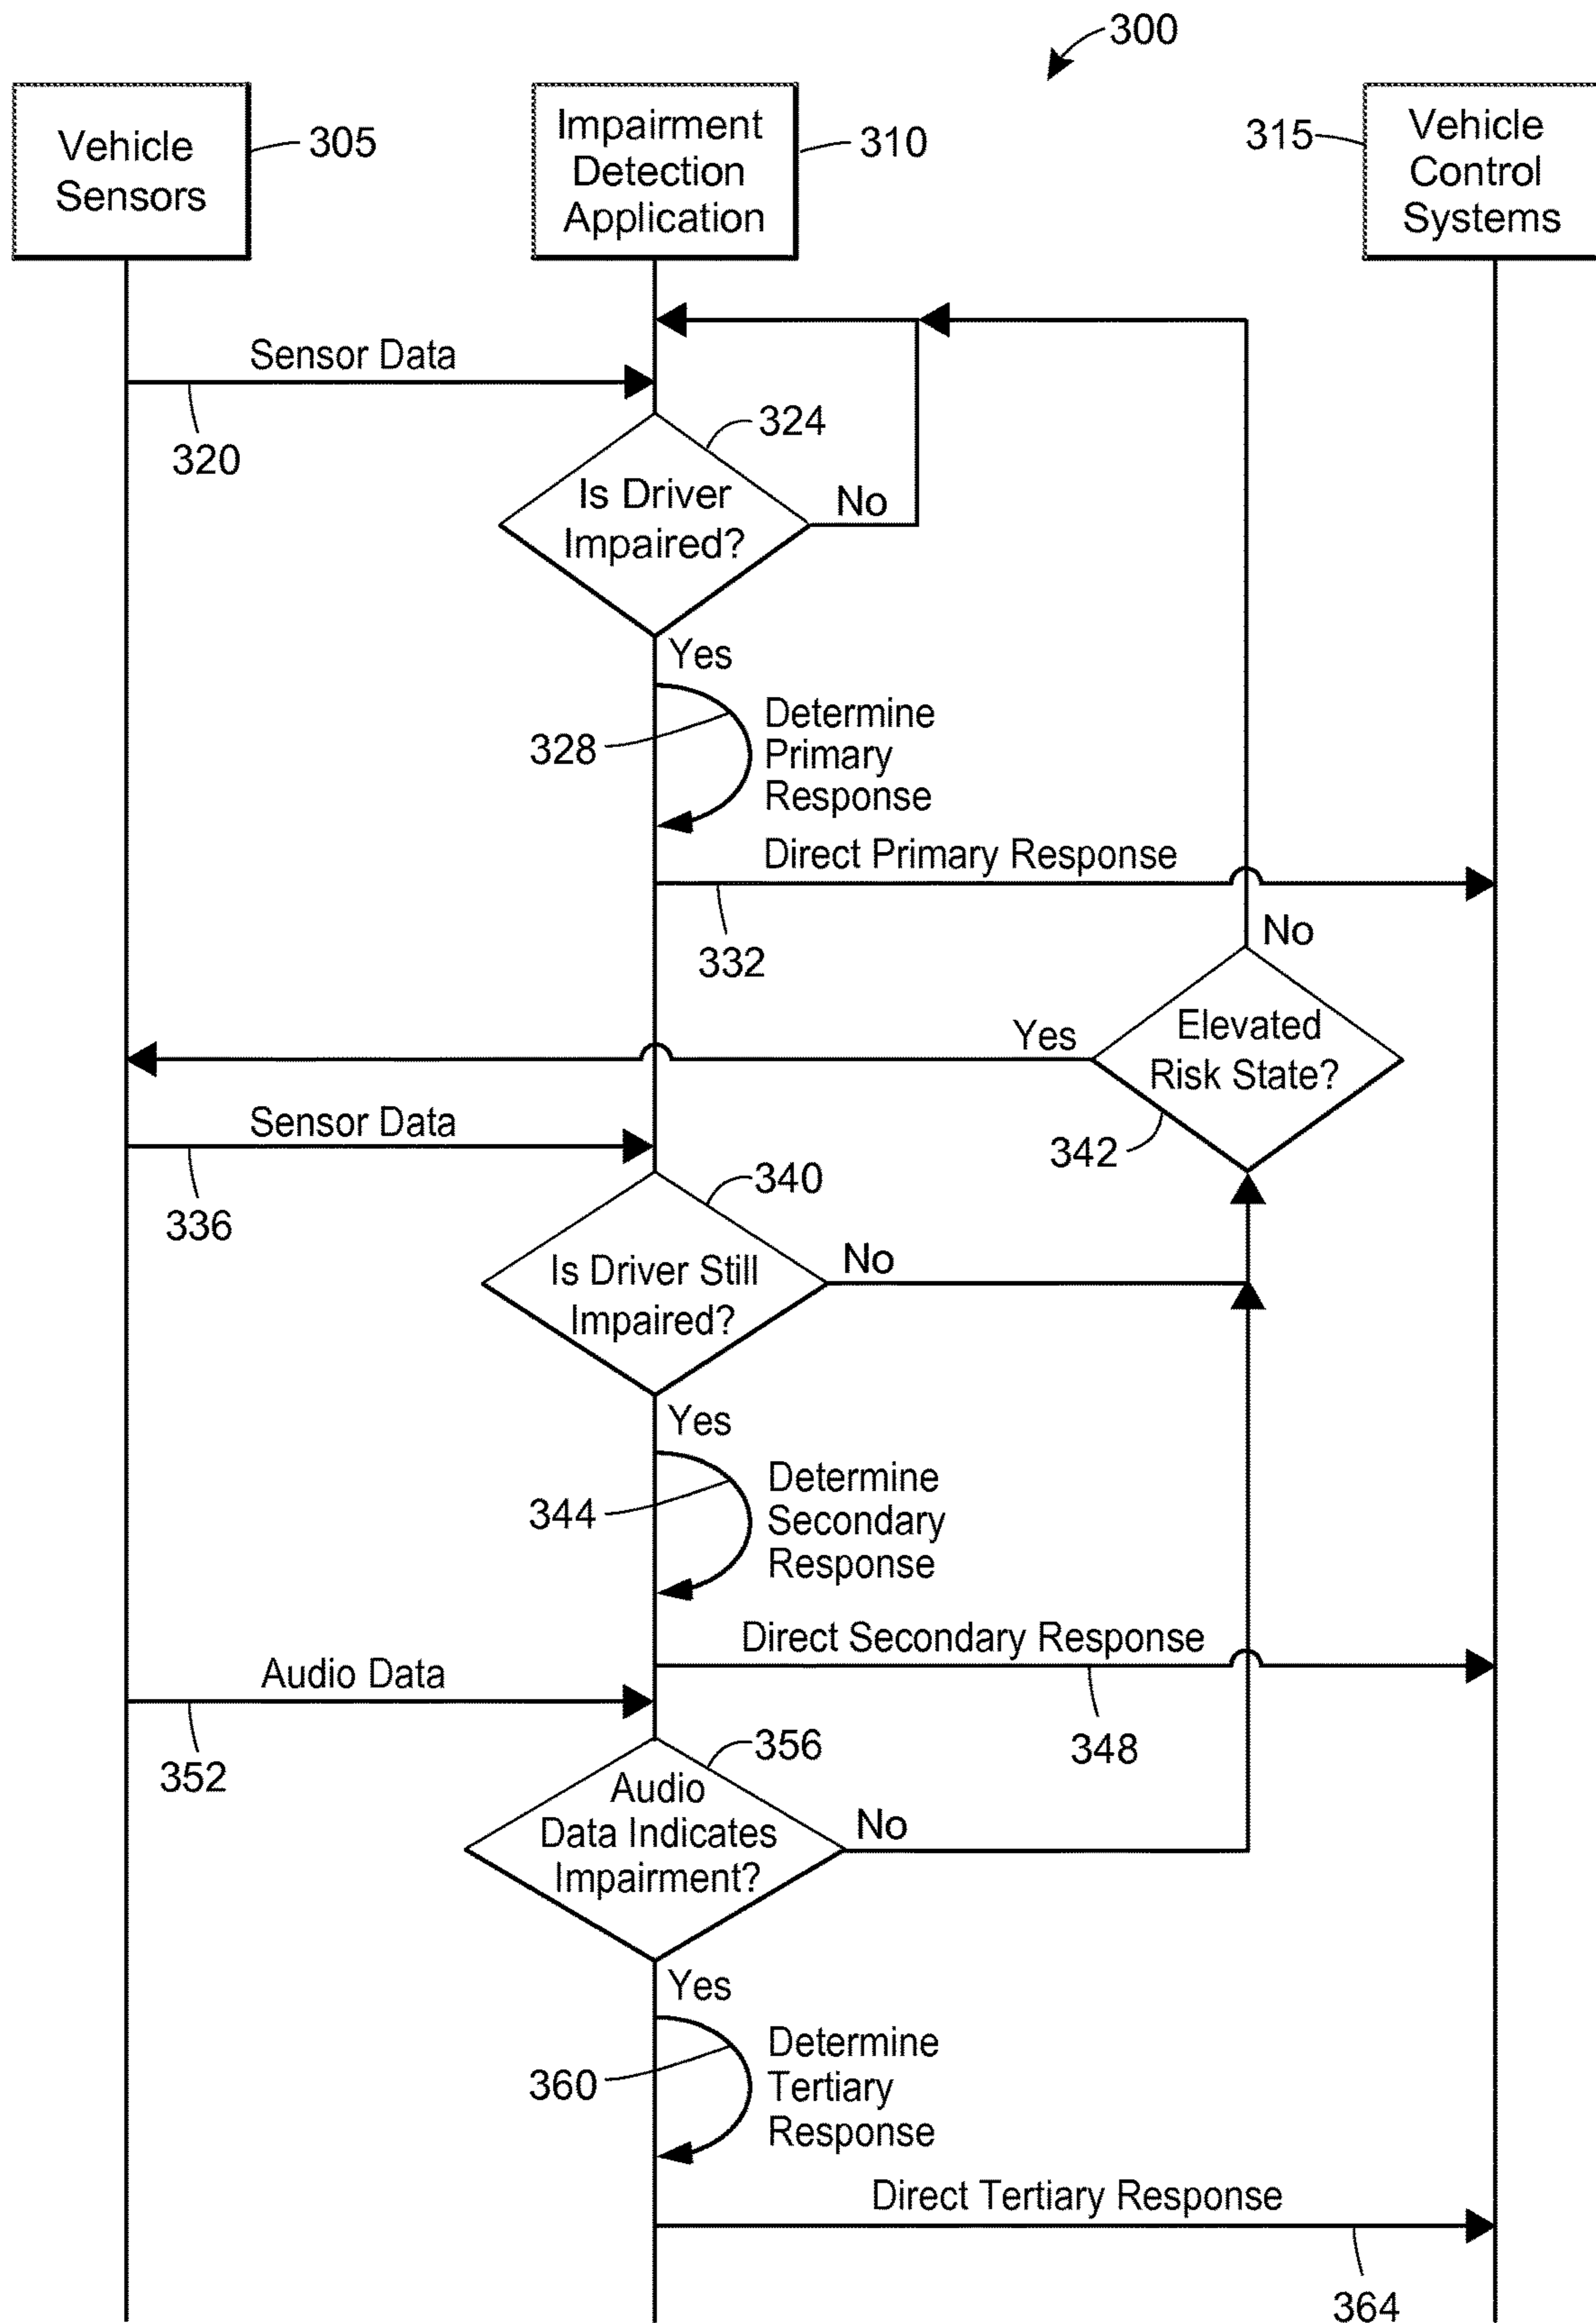 300
Vehicle
Sensors
305
Impairment
Detection
Application
310
315
Vehicle
Control
Systems
Sensor Data
320
324
Is Driver
Impaired?
No
Yes
328
Determine
Primary
Response
Direct Primary Response
332
No
Elevated
Risk State?
Yes
342
Sensor Data
336
340
Is Driver Still
Impaired?
No
Yes
344
Determine
Secondary
Response
Direct Secondary Response
348
Audio Data
352
356
Audio
Data Indicates
Impairment?
No
Yes
360
Determine
Tertiary
Response
Direct Tertiary Response
364